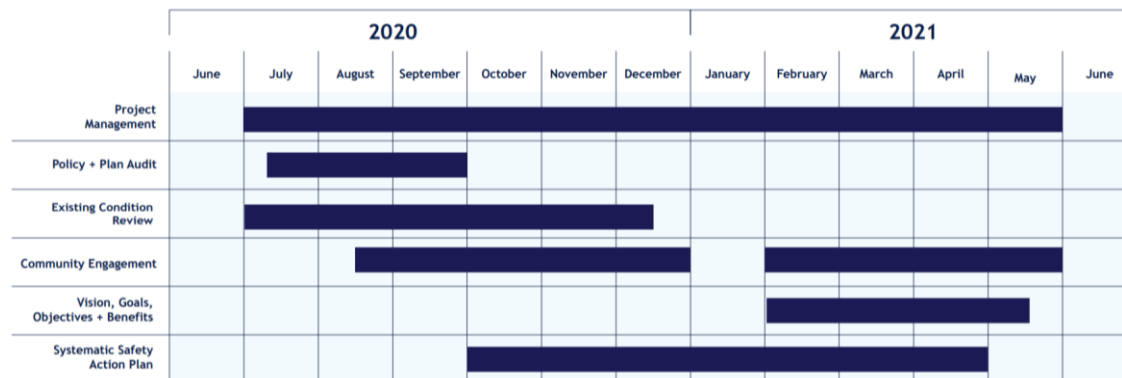 2020
2021
June
July
August
September
October
November
December
January
February
March
April
May
June
Project
Management
Policy + Plan Audit
Existing Condition
Review
Community Engagement
Vision, Goals,
Objectives + Benefits
Systematic Safety
Action Plan